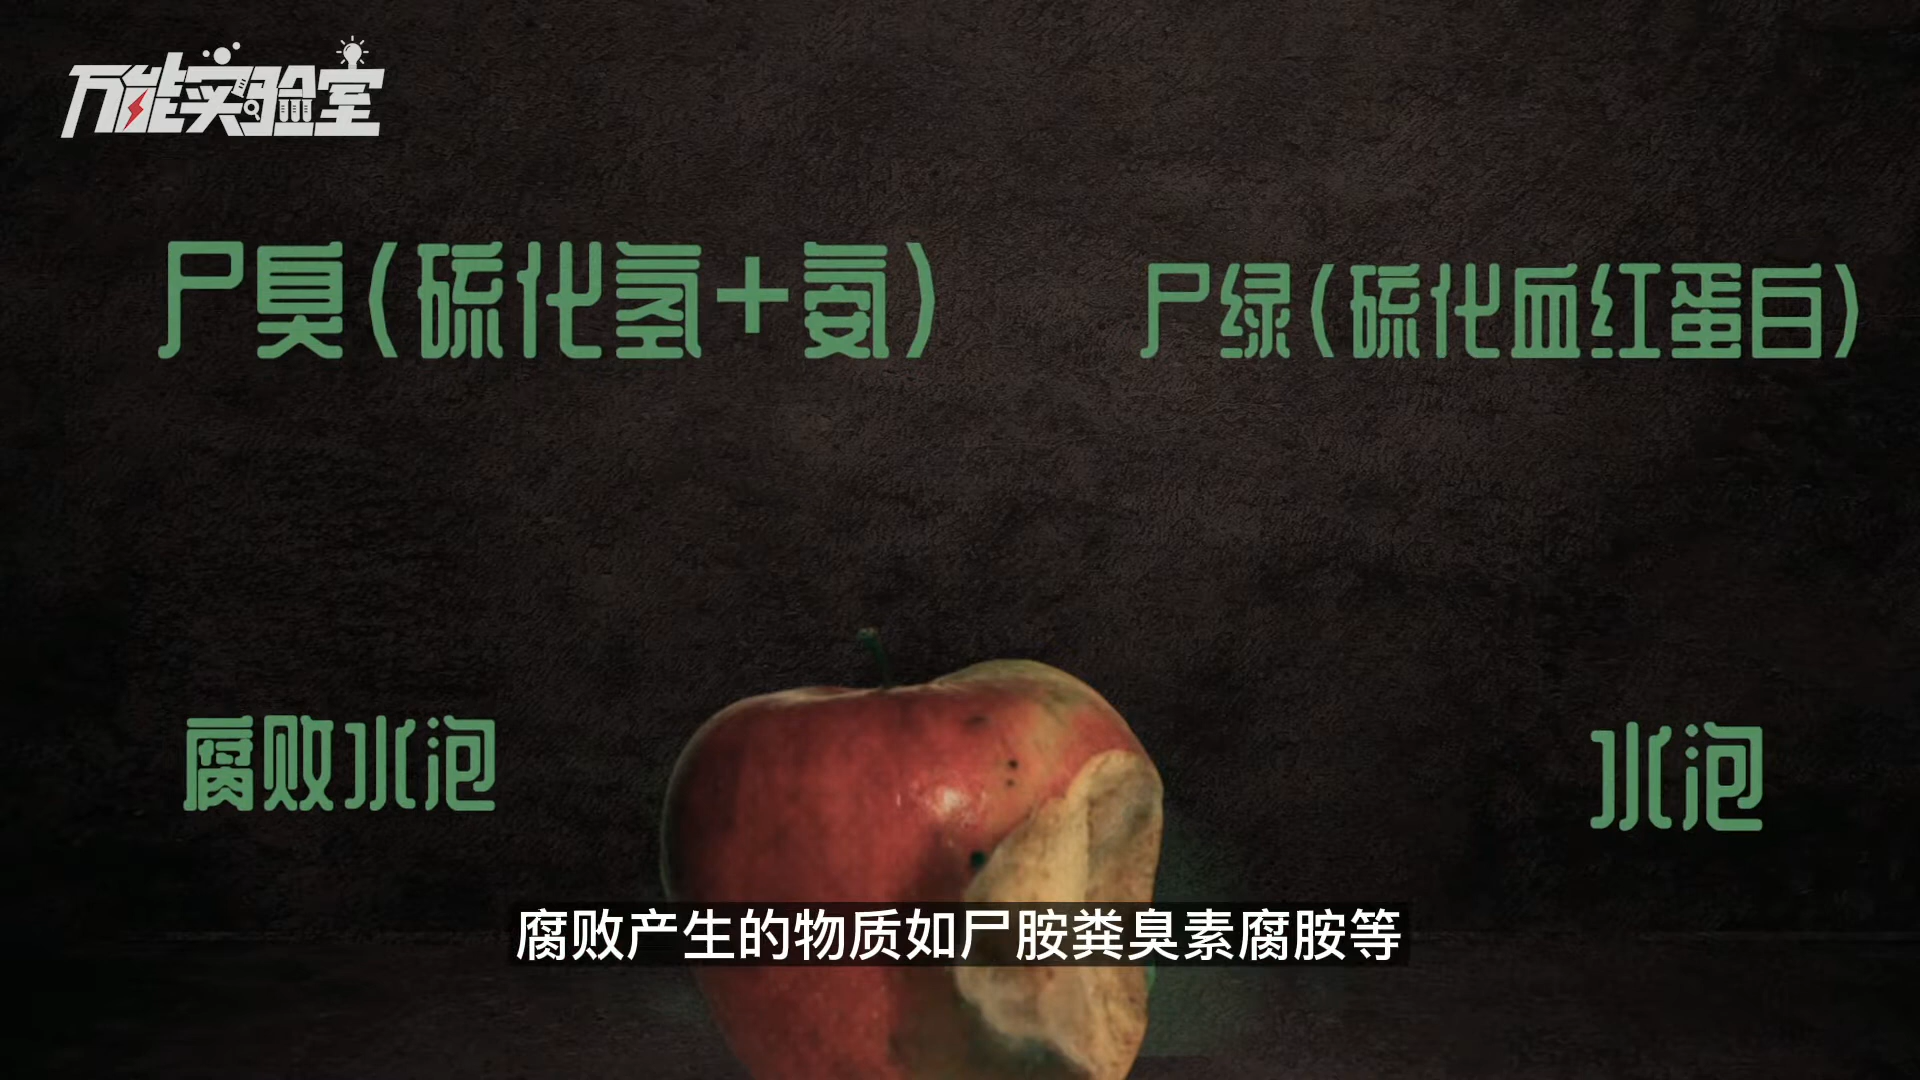 万能实验室
尸臭(硫化氢+氨)
尸绿(硫化血红蛋白)
腐败水泡
水泡
腐败产生的物质如尸胺粪臭素腐胺等